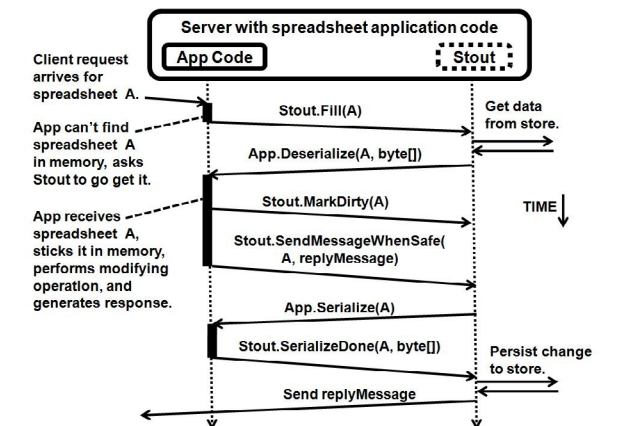 Server with spreadsheet application code
App Code
Stout
Client request
arrives for
spreadsheet A.
Stout.Fill(A)
Get data
from store.
App can't find
spreadsheet A
in memory, asks
Stout to go get it.
App.Deserialize(A, byte[])
App receives
spreadsheet A,
sticks it in memory,
performs modifying
operation, and
generates response.
Stout.MarkDirty(A)
TIME
Stout.SendMessageWhenSafe(
A, replyMessage)
App.Serialize(A)
Stout.SerializeDone(A, byte[])
Persist change
to store.
Send replyMessage